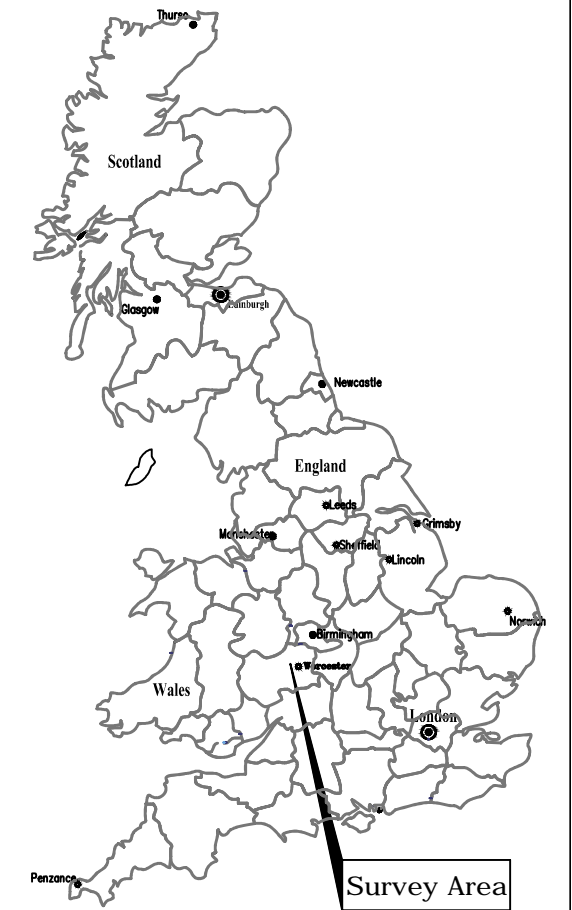 Thurso
Scotland
Edinburgh
Glasgow
Newcastle
England
Leeds
Grimsby
Manchester
Sheffield
Lincoln
Norwich
Birmingham
Worcester
Wales
London
Penzance
Survey Area